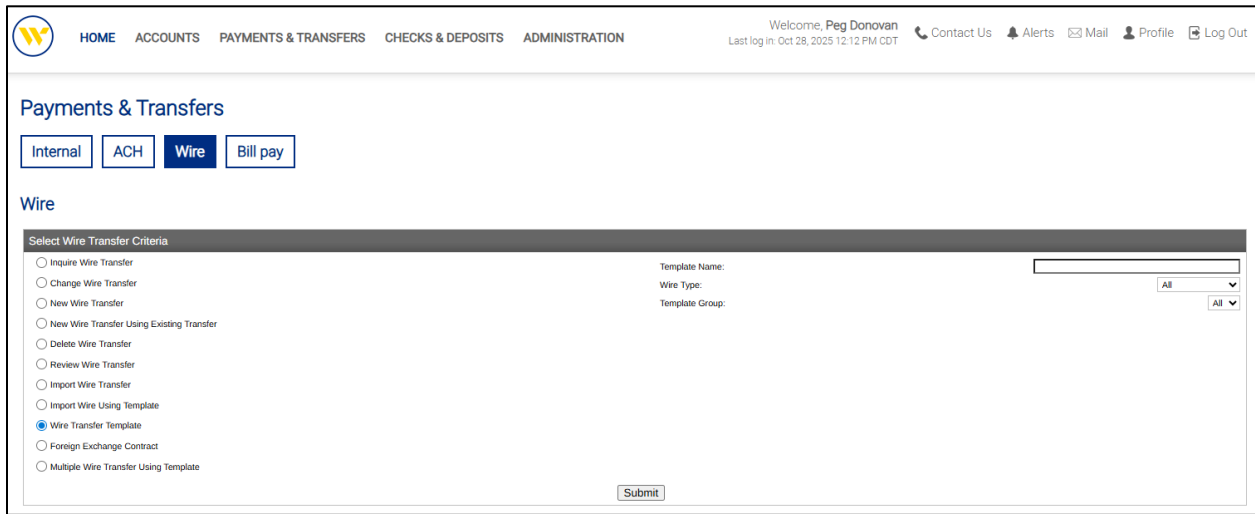 W
HOME ACCOUNTS PAYMENTS & TRANSFERS CHECKS & DEPOSITS ADMINISTRATION
Welcome, Peg Donovan
Last log in: Oct 28, 2025 12:12 PM CDT
Contact Us Alerts Mail Profile Log Out
Payments & Transfers
Internal ACH Wire Bill pay
Wire
Select Wire Transfer Criteria
Inquire Wire Transfer
Change Wire Transfer
New Wire Transfer
New Wire Transfer Using Existing Transfer
Delete Wire Transfer
Review Wire Transfer
Import Wire Transfer
Import Wire Using Template
Wire Transfer Template
Foreign Exchange Contract
Multiple Wire Transfer Using Template
Template Name:
Wire Type: All
Template Group: All
Submit